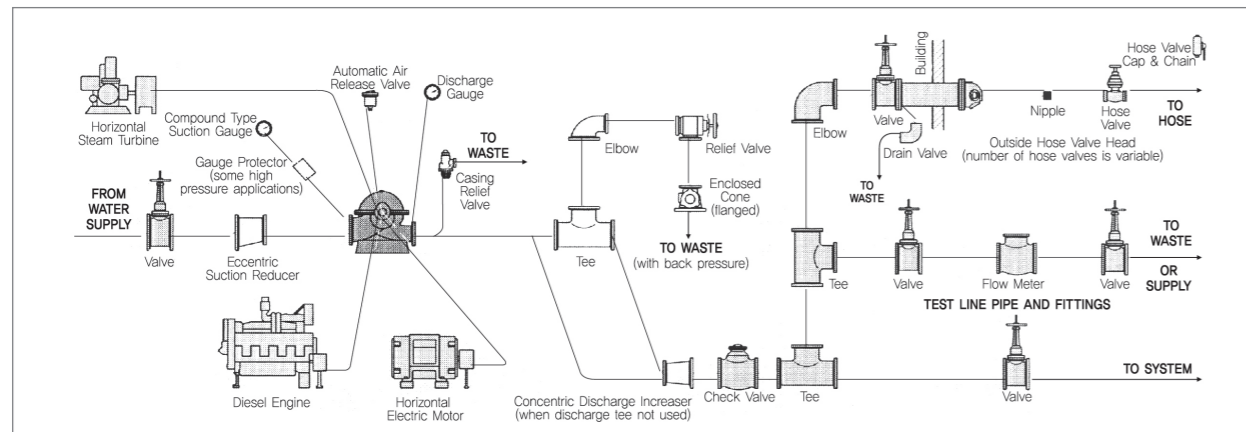 Horizontal
Steam Turbine
Compound Type
Suction Gauge
Gauge Protector
(some high
pressure applications)
Automatic Air
Release Valve
Discharge
Gauge
TO
WASTE
Casing
Relief
Valve
FROM
WATER
SUPPLY
Valve
Eccentric
Suction Reducer
Diesel Engine
Horizontal
Electric Motor
Elbow
Relief Valve
Enclosed
Cone
(flanged)
TO WASTE
(with back pressure)
Tee
Concentric Discharge Increaser
(when discharge tee not used)
Check Valve
Tee
Elbow
Valve
Building
Drain Valve
TO
WASTE
Nipple
Outside Hose Valve Head
(number of hose valves is variable)
Hose Valve
Cap & Chain
Hose
Valve
TO
HOSE
Tee
Valve
Flow Meter
Valve
TO
WASTE
OR
SUPPLY
TEST LINE PIPE AND FITTINGS
Valve
TO SYSTEM